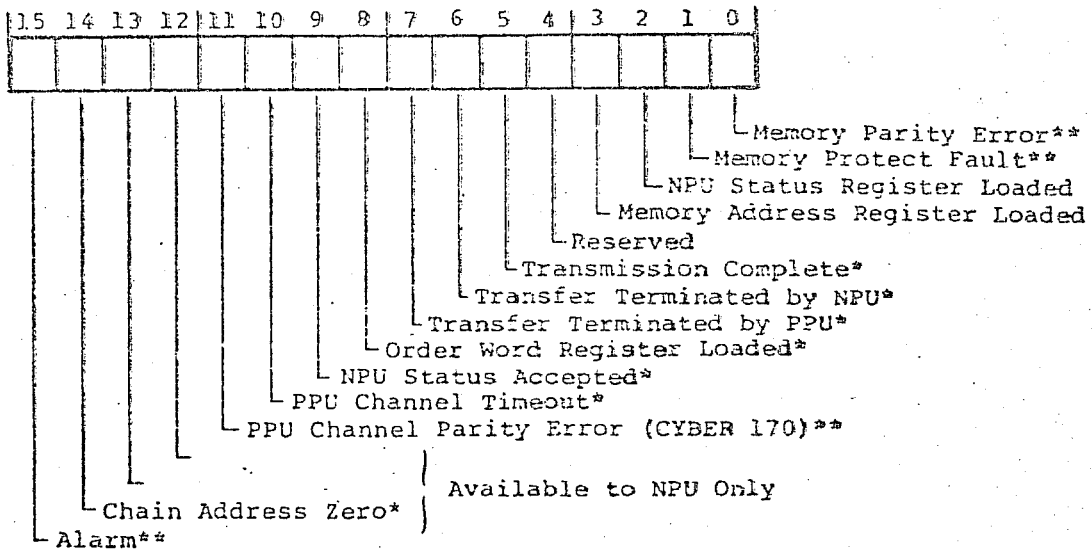 15 14 13 12 11 10 9 8 7 6 5 4 3 2 1 0
Memory Parity Error**
Memory Protect Fault**
NPU Status Register Loaded
Memory Address Register Loaded
Reserved
Transmission Complete*
Transfer Terminated by NPU*
Transfer Terminated by PPU*
Order Word Register Loaded*
NPU Status Accepted*
PPU Channel Timeout*
PPU Channel Parity Error (CYBER 170)**
Available to NPU Only
Chain Address Zero*
Alarm**